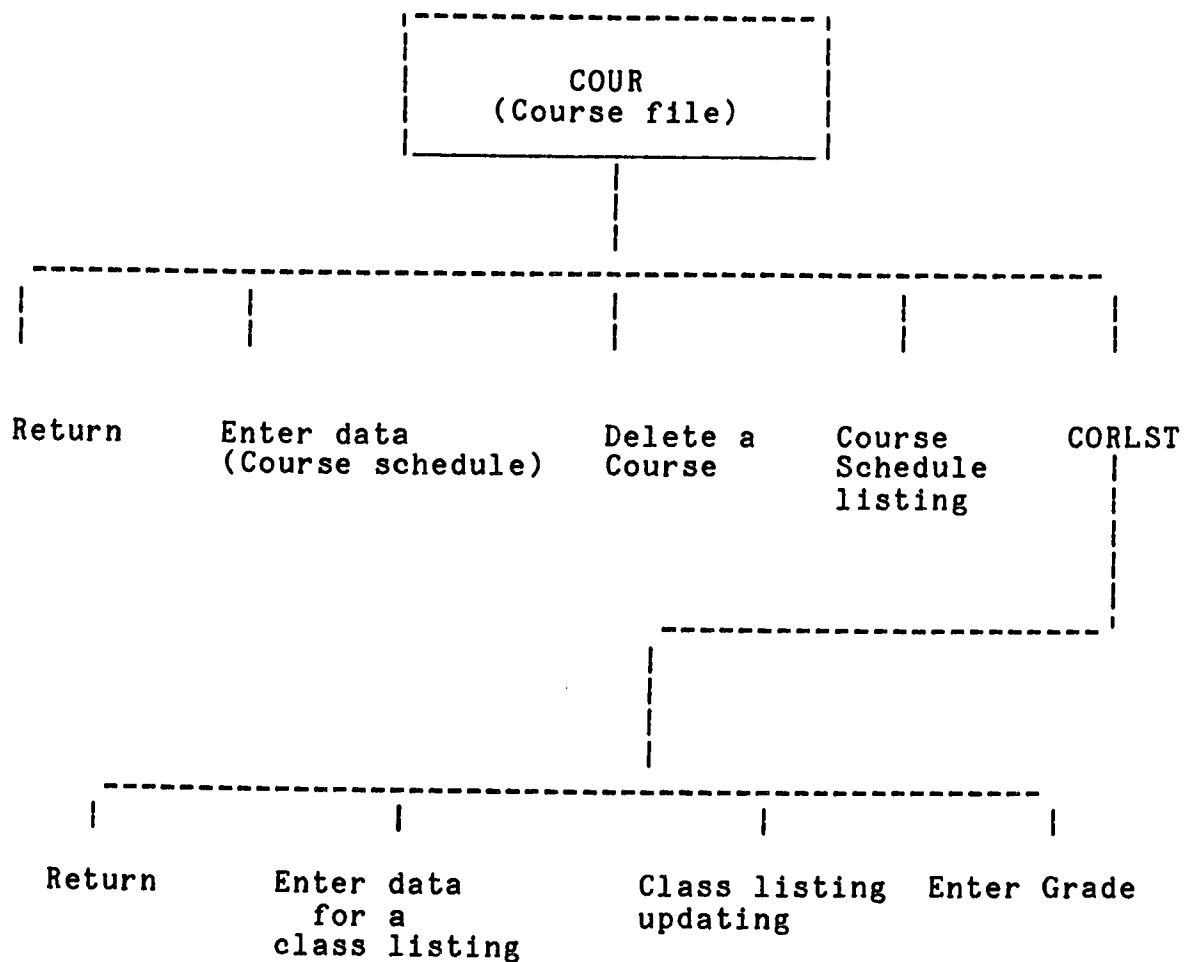 COUR
(Course file)
Return
Enter data
(Course schedule)
Delete a
Course
Course
Schedule
listing
CORLST
Return
Enter data
for a
class listing
Class listing
updating
Enter Grade